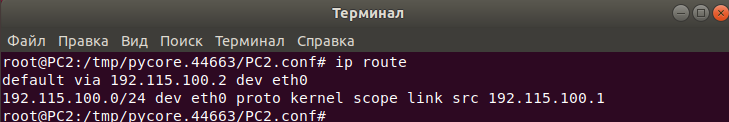 Терминал
Файл Правка Вид Поиск Терминал Справка
root@PC2:/tmp/pycore.44663/PC2.conf# ip route
default via 192.115.100.2 dev eth0
192.115.100.0/24 dev eth0 proto kernel scope link src 192.115.100.1
root@PC2:/tmp/pycore.44663/PC2.conf#